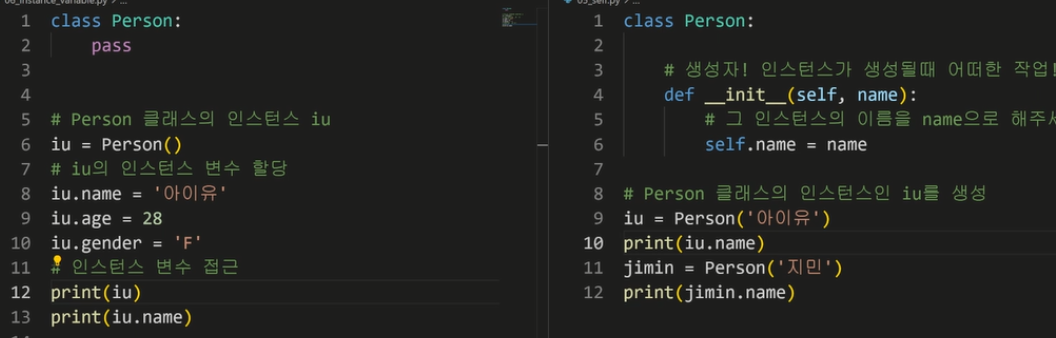 06_instance_variable.py > ...
1 class Person:
2     pass
3
4
5 # Person 클래스의 인스턴스 iu
6 iu = Person()
7 # iu의 인스턴스 변수 할당
8 iu.name = '아이유'
9 iu.age = 28
10 iu.gender = 'F'
11 # 인스턴스 변수 접근
12 print(iu)
13 print(iu.name)
05_self.py > ...
1 class Person:
2
3     # 생성자! 인스턴스가 생성될때 어떠한 작업!
4     def __init__(self, name):
5         # 그 인스턴스의 이름을 name으로 해주
6         self.name = name
7
8 # Person 클래스의 인스턴스인 iu를 생성
9 iu = Person('아이유')
10 print(iu.name)
11 jimin = Person('지민')
12 print(jimin.name)